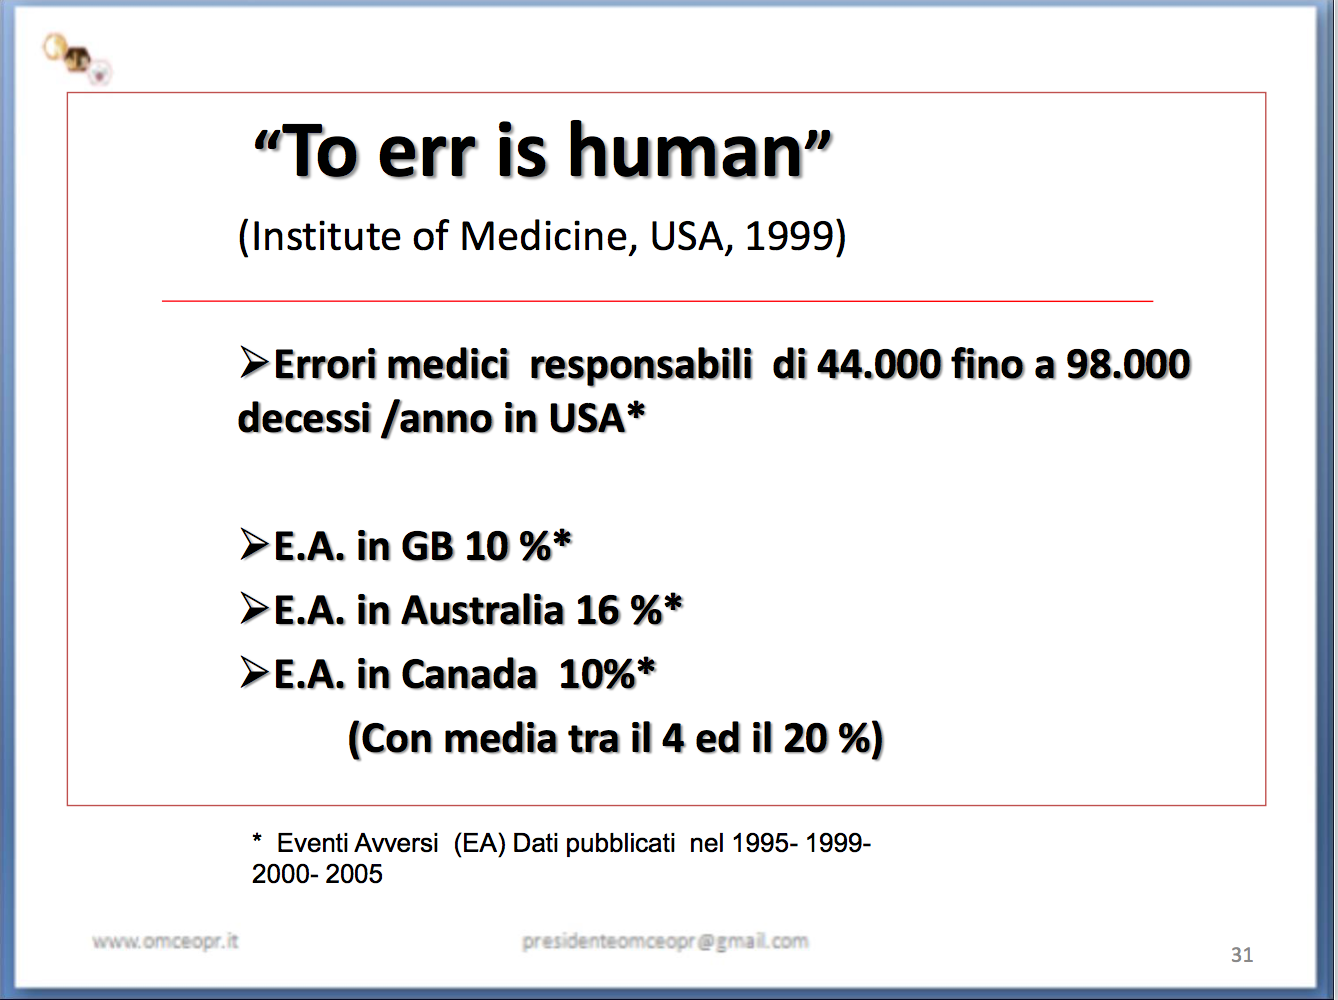 “To err is human”
(Institute of Medicine, USA, 1999)
➢Errori medici responsabili di 44.000 fino a 98.000
decessi /anno in USA*
➢E.A. in GB 10 %*
➢E.A. in Australia 16 %*
➢E.A. in Canada 10%*
(Con media tra il 4 ed il 20 %)
* Eventi Avversi (EA) Dati pubblicati nel 1995- 1999-
2000- 2005
www.omceopr.it
presidenteomceopr@gmail.com
31